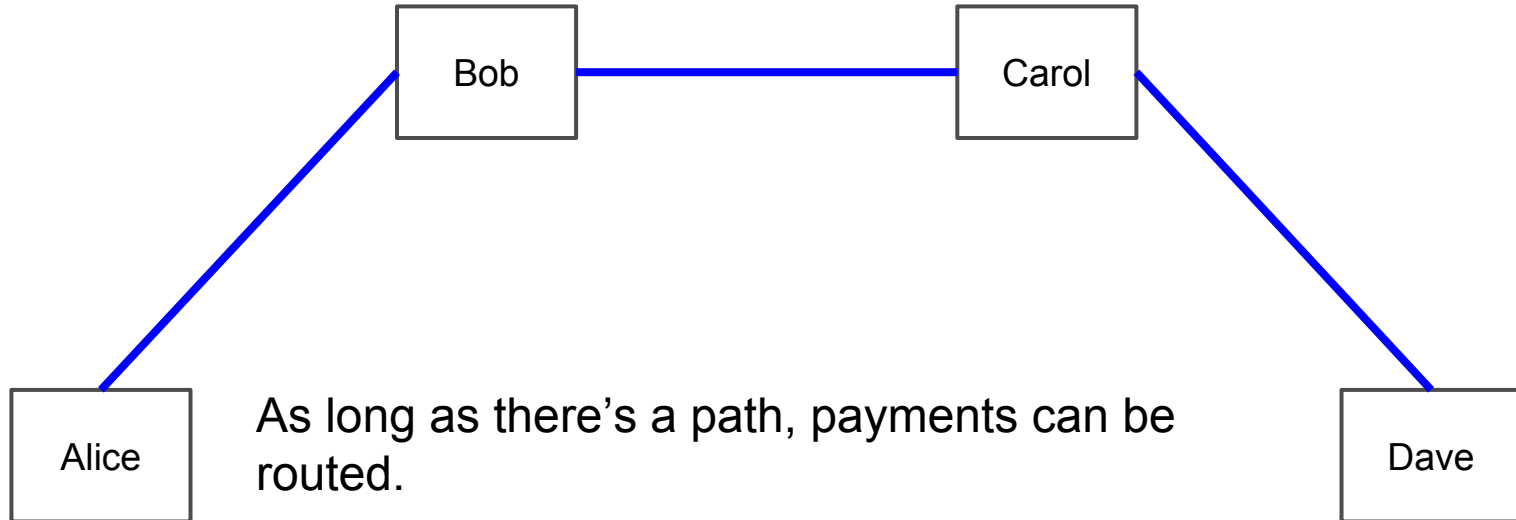 Bob
Carol
Alice
As long as there’s a path, payments can be
routed.
Dave